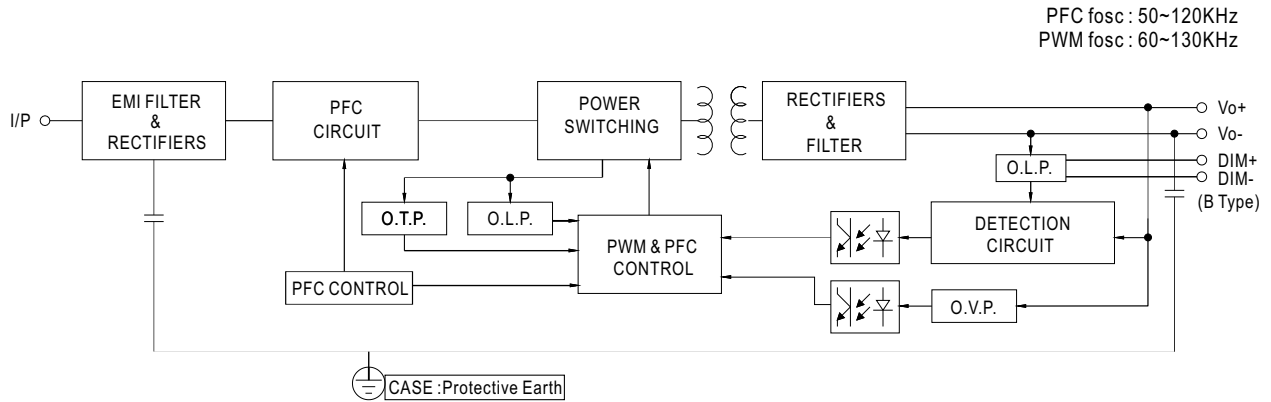 PFC fosc : 50~120KHz
PWM fosc : 60~130KHz
I/P
EMI FILTER
&
RECTIFIERS
PFC
CIRCUIT
POWER
SWITCHING
RECTIFIERS
&
FILTER
Vo+
Vo-
DIM+
DIM-
(B Type)
O.L.P.
O.T.P.
O.L.P.
DETECTION
CIRCUIT
PWM & PFC
CONTROL
PFC CONTROL
O.V.P.
CASE :Protective Earth